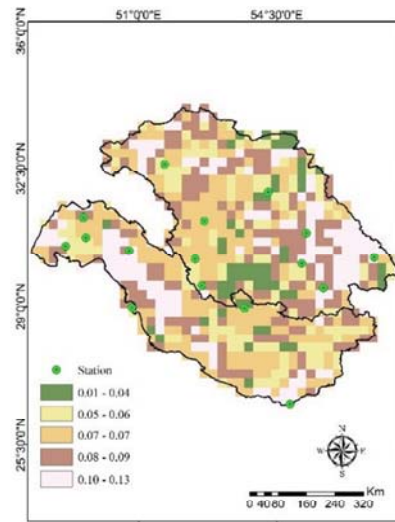 51°0'0"E 54°30'0"E
36°0'0"N
32°30'0"N
29°0'0"N
25°30'0"N
Station
0.01 - 0.04
0.05 - 0.06
0.07 - 0.07
0.08 - 0.09
0.10 - 0.13
N
W E
S
Km
0 40 80 160 240 320